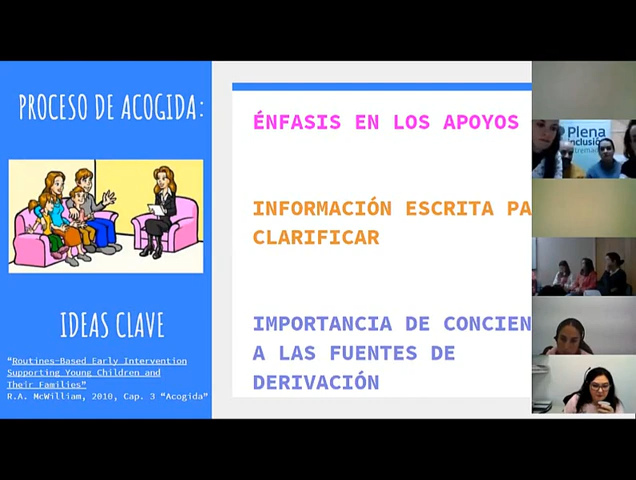 PROCESO DE ACOGIDA:
IDEAS CLAVE
"Routines-Based Early Intervention
Supporting Young Children and
Their Families"
R.A. McWilliam, 2010, Cap. 3 "Acogida"
ÉNFASIS EN LOS APOYOS
INFORMACIÓN ESCRITA PA
CLARIFICAR
IMPORTANCIA DE CONCIEN
A LAS FUENTES DE
DERIVACIÓN
Plena
inclusión